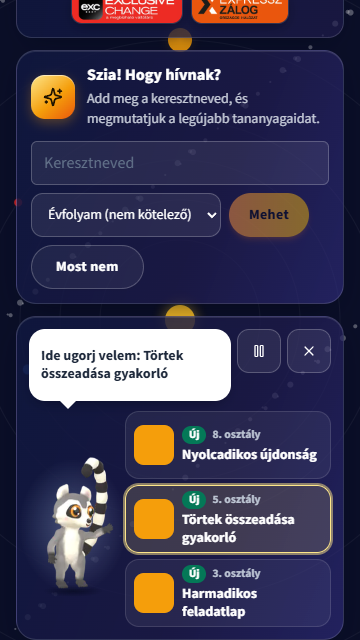 exc
EXCLUSIVE
CHANGE
EXPRESSZ
ZÁLOG
Szia! Hogy hívnak?
Add meg a keresztneved, és
megmutatjuk a legújabb tananyagaidat.
Keresztneved
Évfolyam (nem kötelező)
Mehet
Most nem
Ide ugorj velem: Törtek
összeadása gyakorló
Új 8. osztály
Nyolcadikos újdonság
Új 5. osztály
Törtek összeadása
gyakorló
Új 3. osztály
Harmadikos
feladatlap